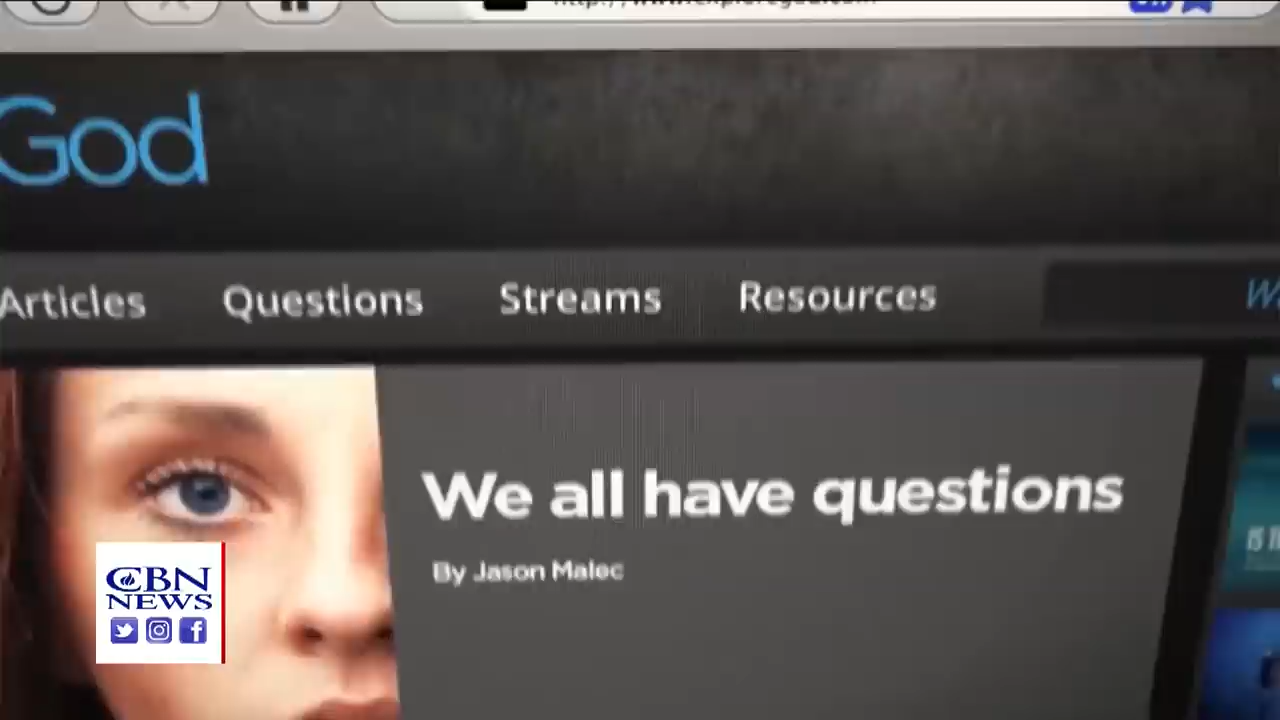 God
Articles Questions Streams Resources
We all have questions
By Jason Malec
CBN
NEWS